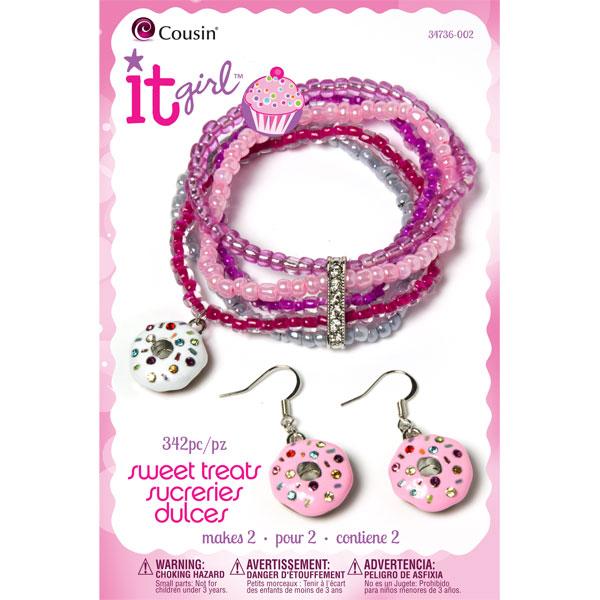 Cousin®
34736-002
it girl™
342pc/pz
sweet treats
sucreries
dulces
makes 2 • pour 2 • contiene 2
WARNING:
CHOKING HAZARD
Small parts: Not for
children under 3 years.
AVERTISSEMENT:
DANGER D'ÉTOUFFEMENT
Petits morceaux : Tenir à l'écart
des enfants de moins de 3 ans.
ADVERTENCIA:
PELIGRO DE ASFIXIA
No es un Juguete: Prohibido
para niños menores de 3 años.